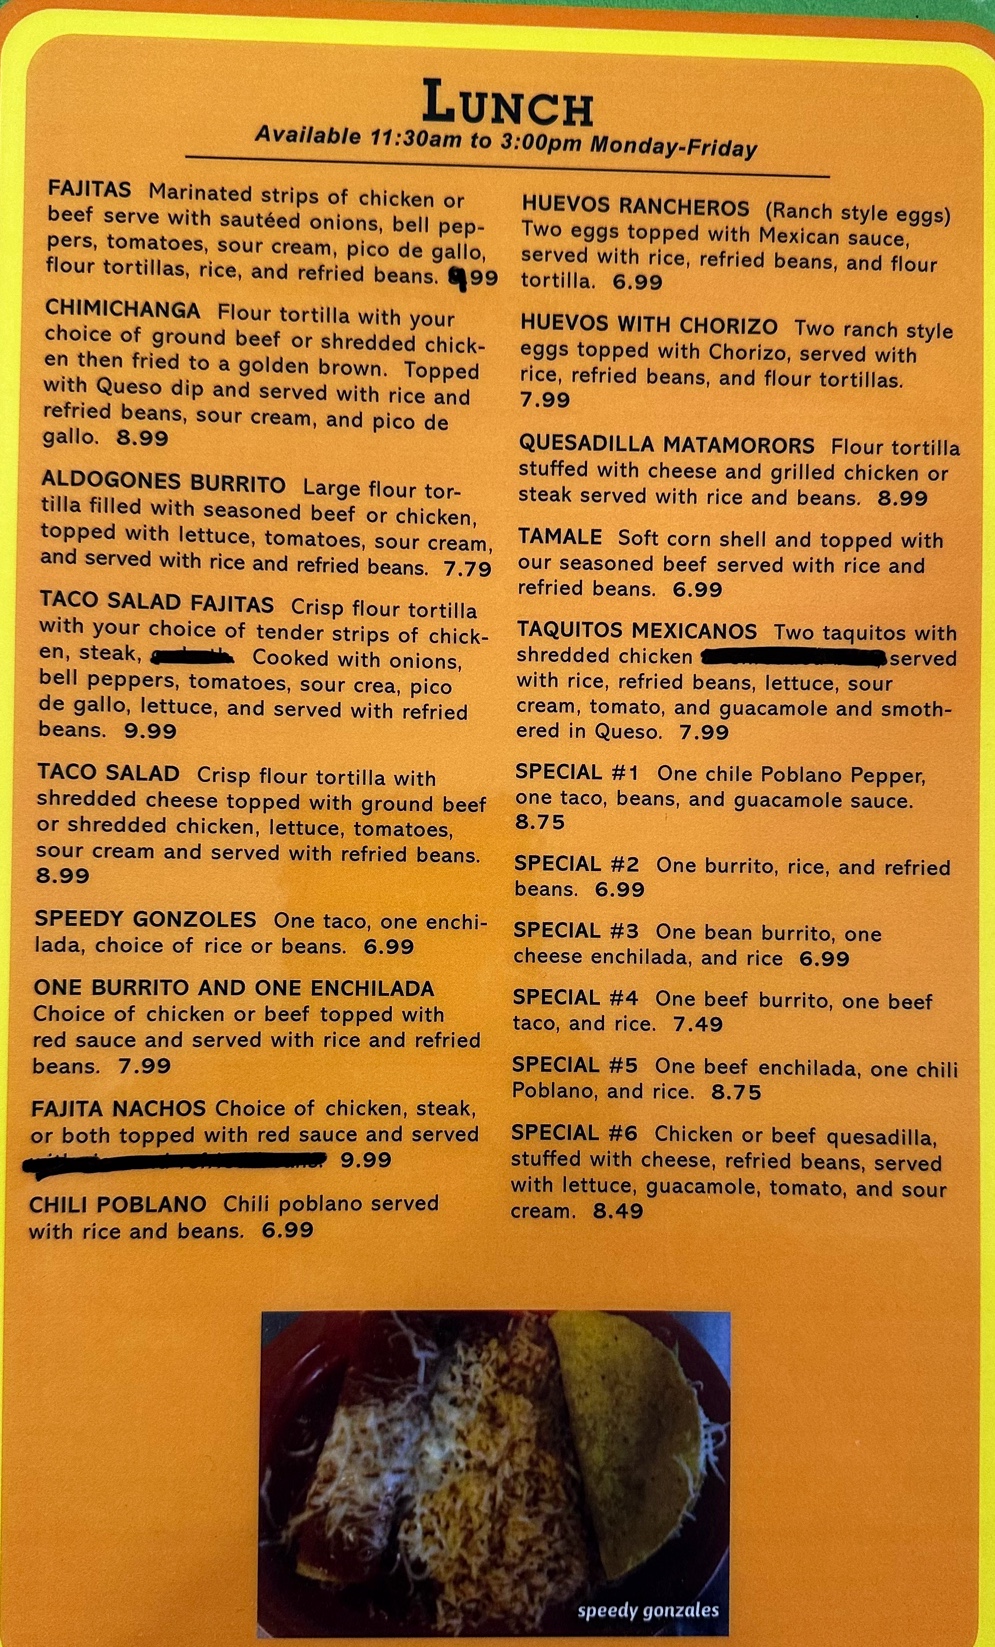 LUNCH
Available 11:30am to 3:00pm Monday-Friday
FAJITAS Marinated strips of chicken or
beef serve with sautéed onions, bell pep-
pers, tomatoes, sour cream, pico de gallo,
flour tortillas, rice, and refried beans. 9.99
CHIMICHANGA Flour tortilla with your
choice of ground beef or shredded chick-
en then fried to a golden brown. Topped
with Queso dip and served with rice and
refried beans, sour cream, and pico de
gallo. 8.99
ALDOGONES BURRITO Large flour tor-
tilla filled with seasoned beef or chicken,
topped with lettuce, tomatoes, sour cream,
and served with rice and refried beans. 7.79
TACO SALAD FAJITAS Crisp flour tortilla
with your choice of tender strips of chick-
en, steak, Cooked with onions,
bell peppers, tomatoes, sour crea, pico
de gallo, lettuce, and served with refried
beans. 9.99
TACO SALAD Crisp flour tortilla with
shredded cheese topped with ground beef
or shredded chicken, lettuce, tomatoes,
sour cream and served with refried beans.
8.99
SPEEDY GONZOLES One taco, one enchi-
lada, choice of rice or beans. 6.99
ONE BURRITO AND ONE ENCHILADA
Choice of chicken or beef topped with
red sauce and served with rice and refried
beans. 7.99
FAJITA NACHOS Choice of chicken, steak,
or both topped with red sauce and served
9.99
CHILI POBLANO Chili poblano served
with rice and beans. 6.99
HUEVOS RANCHEROS (Ranch style eggs)
Two eggs topped with Mexican sauce,
served with rice, refried beans, and flour
tortilla. 6.99
HUEVOS WITH CHORIZO Two ranch style
eggs topped with Chorizo, served with
rice, refried beans, and flour tortillas.
7.99
QUESADILLA MATAMORORS Flour tortilla
stuffed with cheese and grilled chicken or
steak served with rice and beans. 8.99
TAMALE Soft corn shell and topped with
our seasoned beef served with rice and
refried beans. 6.99
TAQUITOS MEXICANOS Two taquitos with
shredded chicken served
with rice, refried beans, lettuce, sour
cream, tomato, and guacamole and smoth-
ered in Queso. 7.99
SPECIAL #1 One chile Poblano Pepper,
one taco, beans, and guacamole sauce.
8.75
SPECIAL #2 One burrito, rice, and refried
beans. 6.99
SPECIAL #3 One bean burrito, one
cheese enchilada, and rice 6.99
SPECIAL #4 One beef burrito, one beef
taco, and rice. 7.49
SPECIAL #5 One beef enchilada, one chili
Poblano, and rice. 8.75
SPECIAL #6 Chicken or beef quesadilla,
stuffed with cheese, refried beans, served
with lettuce, guacamole, tomato, and sour
cream. 8.49
speedy gonzales